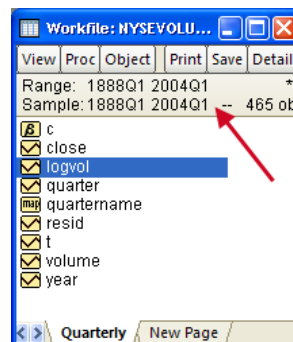 Workfile: NYSEVOLU...
View Proc Object Print Save Detail
Range: 1888Q1 2004Q1 *
Sample: 1888Q1 2004Q1 -- 465 ob
β c
close
logvol
quarter
map quartername
resid
t
volume
year
Quarterly New Page